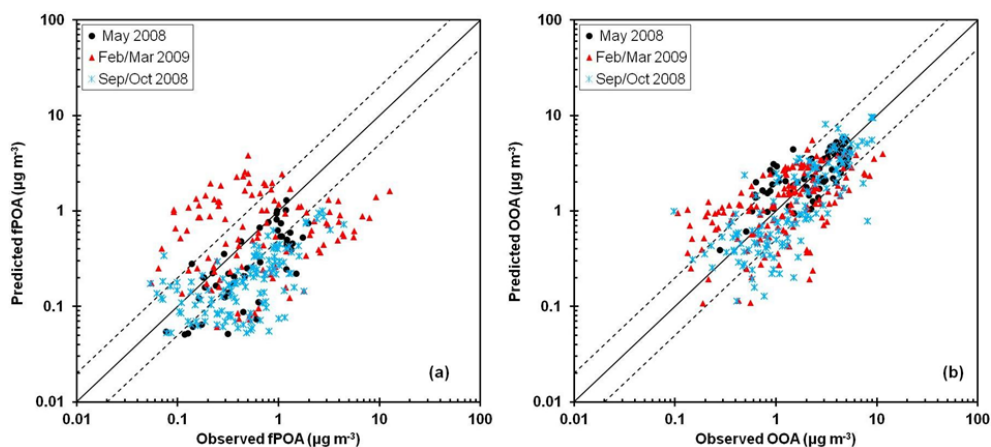 100
10
1
0.1
0.01
Predicted fPOA (µg m⁻³)
May 2008
Feb/Mar 2009
Sep/Oct 2008
(a)
0.01 0.1 1 10 100
Observed fPOA (µg m⁻³)
100
10
1
0.1
0.01
Predicted OOA (µg m⁻³)
May 2008
Feb/Mar 2009
Sep/Oct 2008
(b)
0.01 0.1 1 10 100
Observed OOA (µg m⁻³)